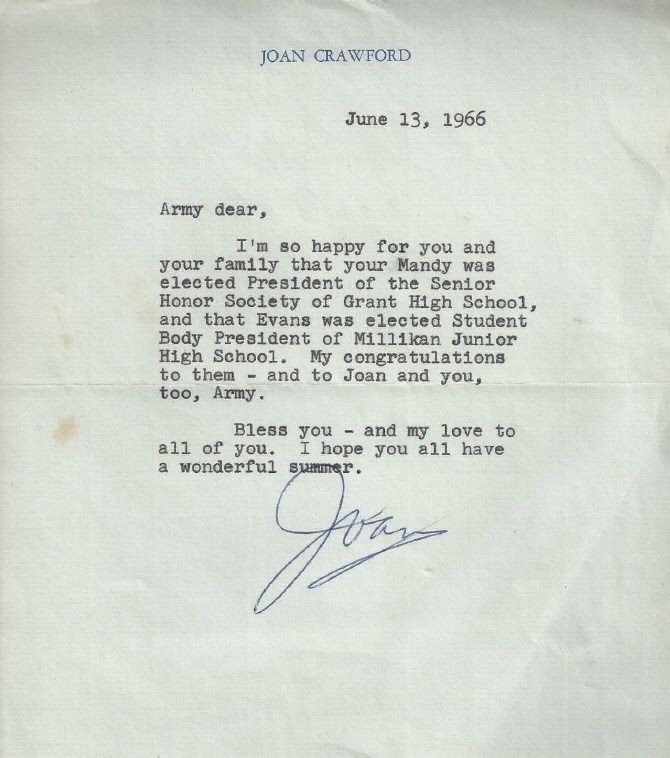 JOAN CRAWFORD
June 13, 1966
Army dear,
I'm so happy for you and
your family that your Mandy was
elected President of the Senior
Honor Society of Grant High School,
and that Evans was elected Student
Body President of Millikan Junior
High School.  My congratulations
to them - and to Joan and you,
too, Army.
Bless you - and my love to
all of you.  I hope you all have
a wonderful summer.
Joan